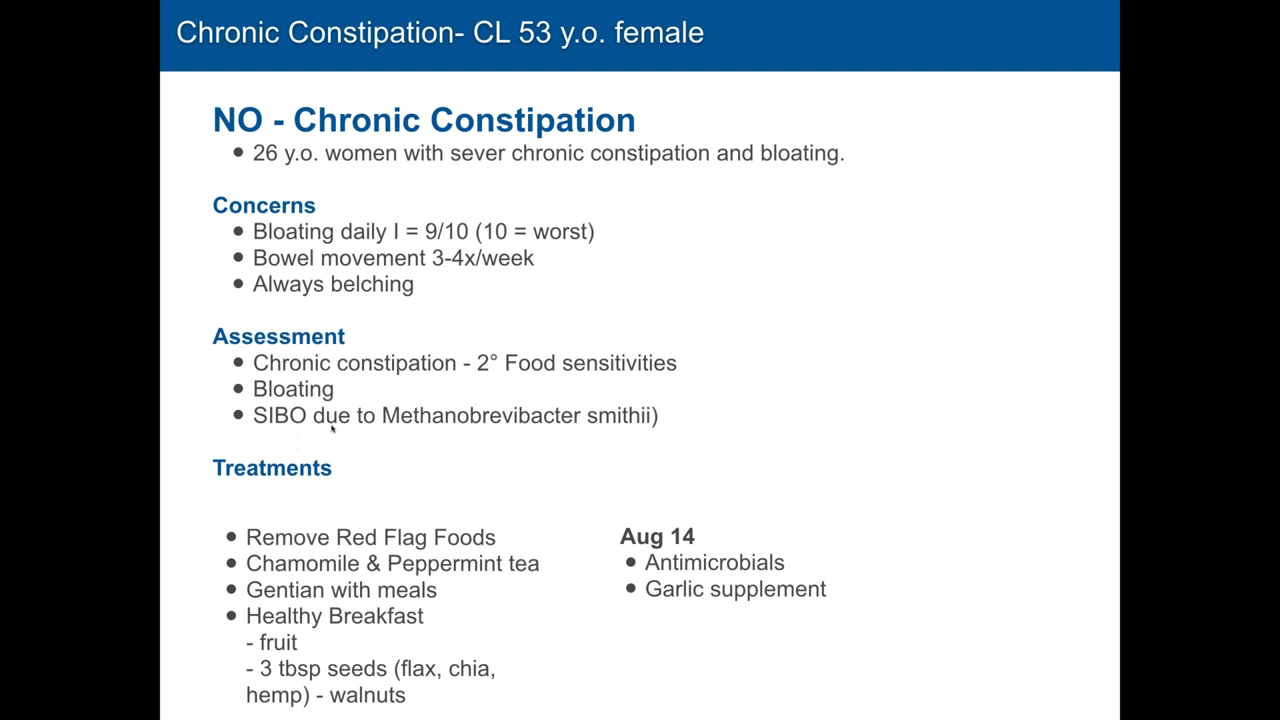 Chronic Constipation- CL 53 y.o. female
NO - Chronic Constipation
● 26 y.o. women with sever chronic constipation and bloating.
Concerns
● Bloating daily I = 9/10 (10 = worst)
● Bowel movement 3-4x/week
● Always belching
Assessment
● Chronic constipation - 2° Food sensitivities
● Bloating
● SIBO due to Methanobrevibacter smithii)
Treatments
● Remove Red Flag Foods
● Chamomile & Peppermint tea
● Gentian with meals
● Healthy Breakfast
- fruit
- 3 tbsp seeds (flax, chia,
hemp) - walnuts
Aug 14
● Antimicrobials
● Garlic supplement